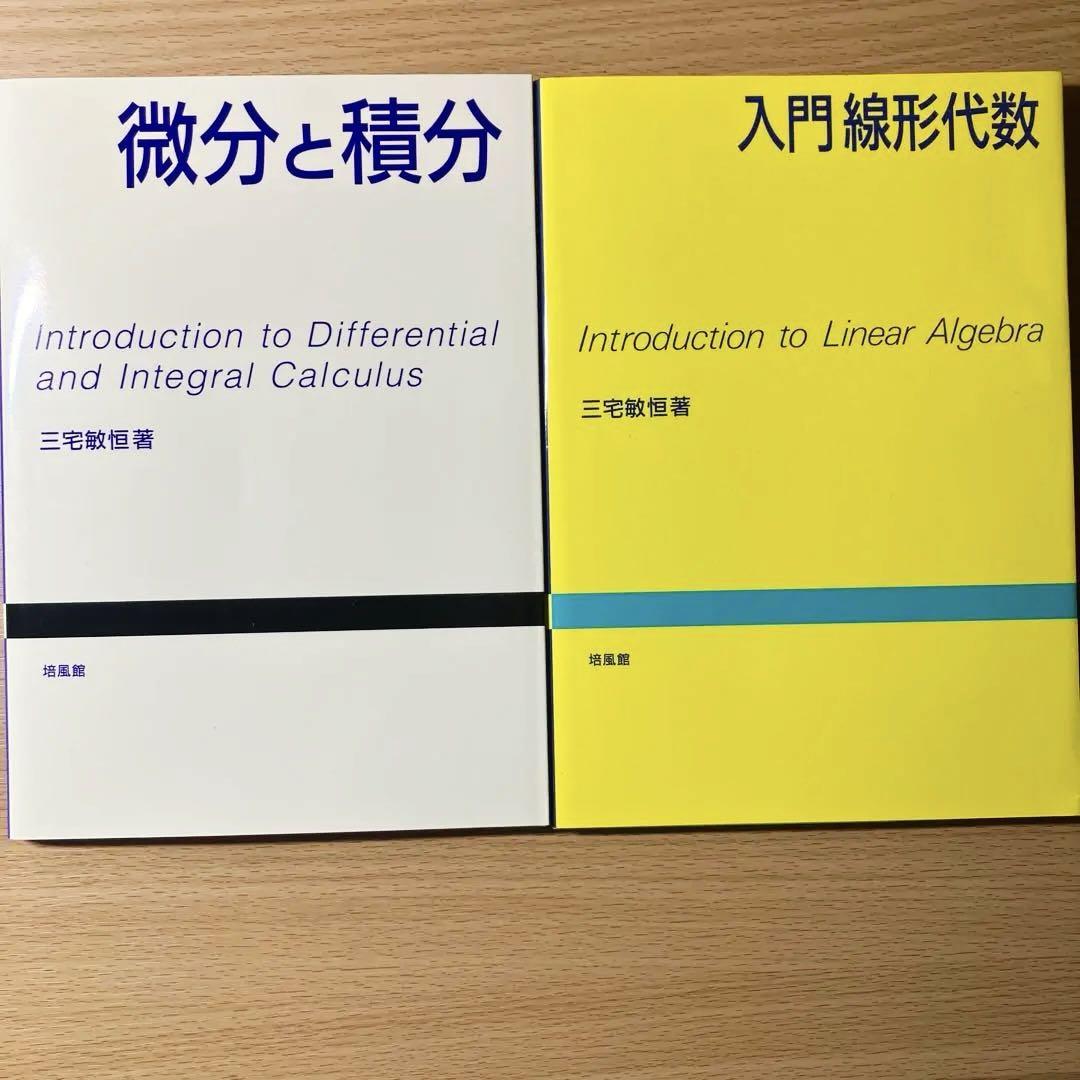 微分と積分
Introduction to Differential
and Integral Calculus
三宅敏恒著
培風館
入門 線形代数
Introduction to Linear Algebra
三宅敏恒著
培風館